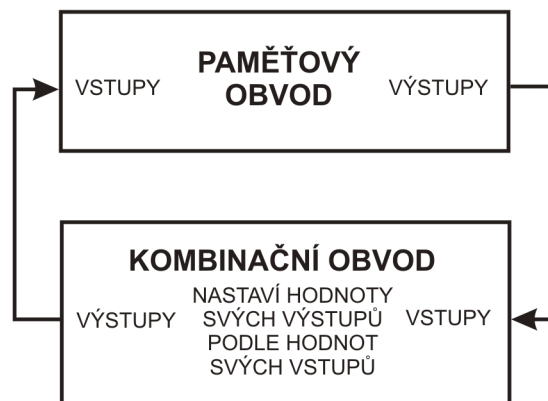 PAMĚŤOVÝ
OBVOD
VSTUPY
VÝSTUPY
KOMBINAČNÍ OBVOD
VÝSTUPY
NASTAVÍ HODNOTY
SVÝCH VÝSTUPŮ
PODLE HODNOT
SVÝCH VSTUPŮ
VSTUPY